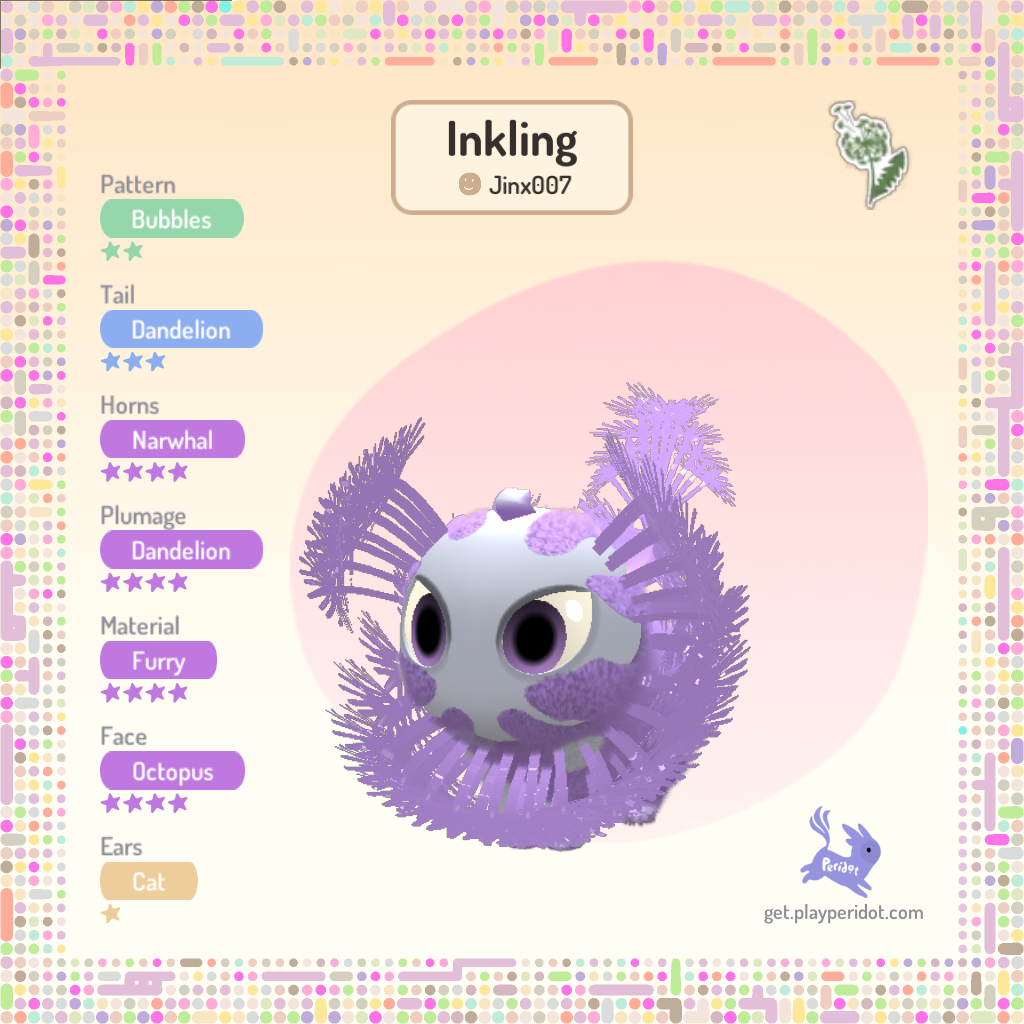 Inkling
Jinx007
Pattern
Bubbles
Tail
Dandelion
Horns
Narwhal
Plumage
Dandelion
Material
Furry
Face
Octopus
Ears
Cat
Peridot
get.playperidot.com